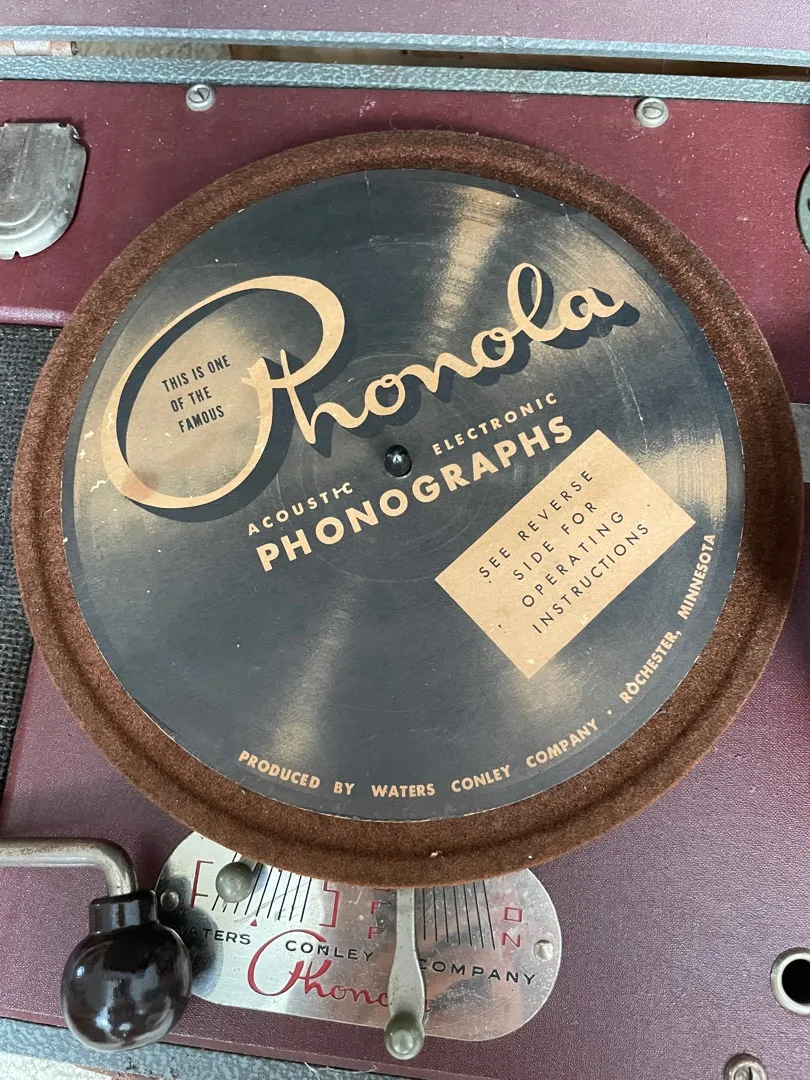 THIS IS ONE
OF THE
FAMOUS
Phonola
ACOUSTIC ELECTRONIC
PHONOGRAPHS
SEE REVERSE
SIDE FOR
OPERATING
INSTRUCTIONS
PRODUCED BY WATERS CONLEY COMPANY · ROCHESTER, MINNESOTA
F S
ON
CONLEY COMPANY